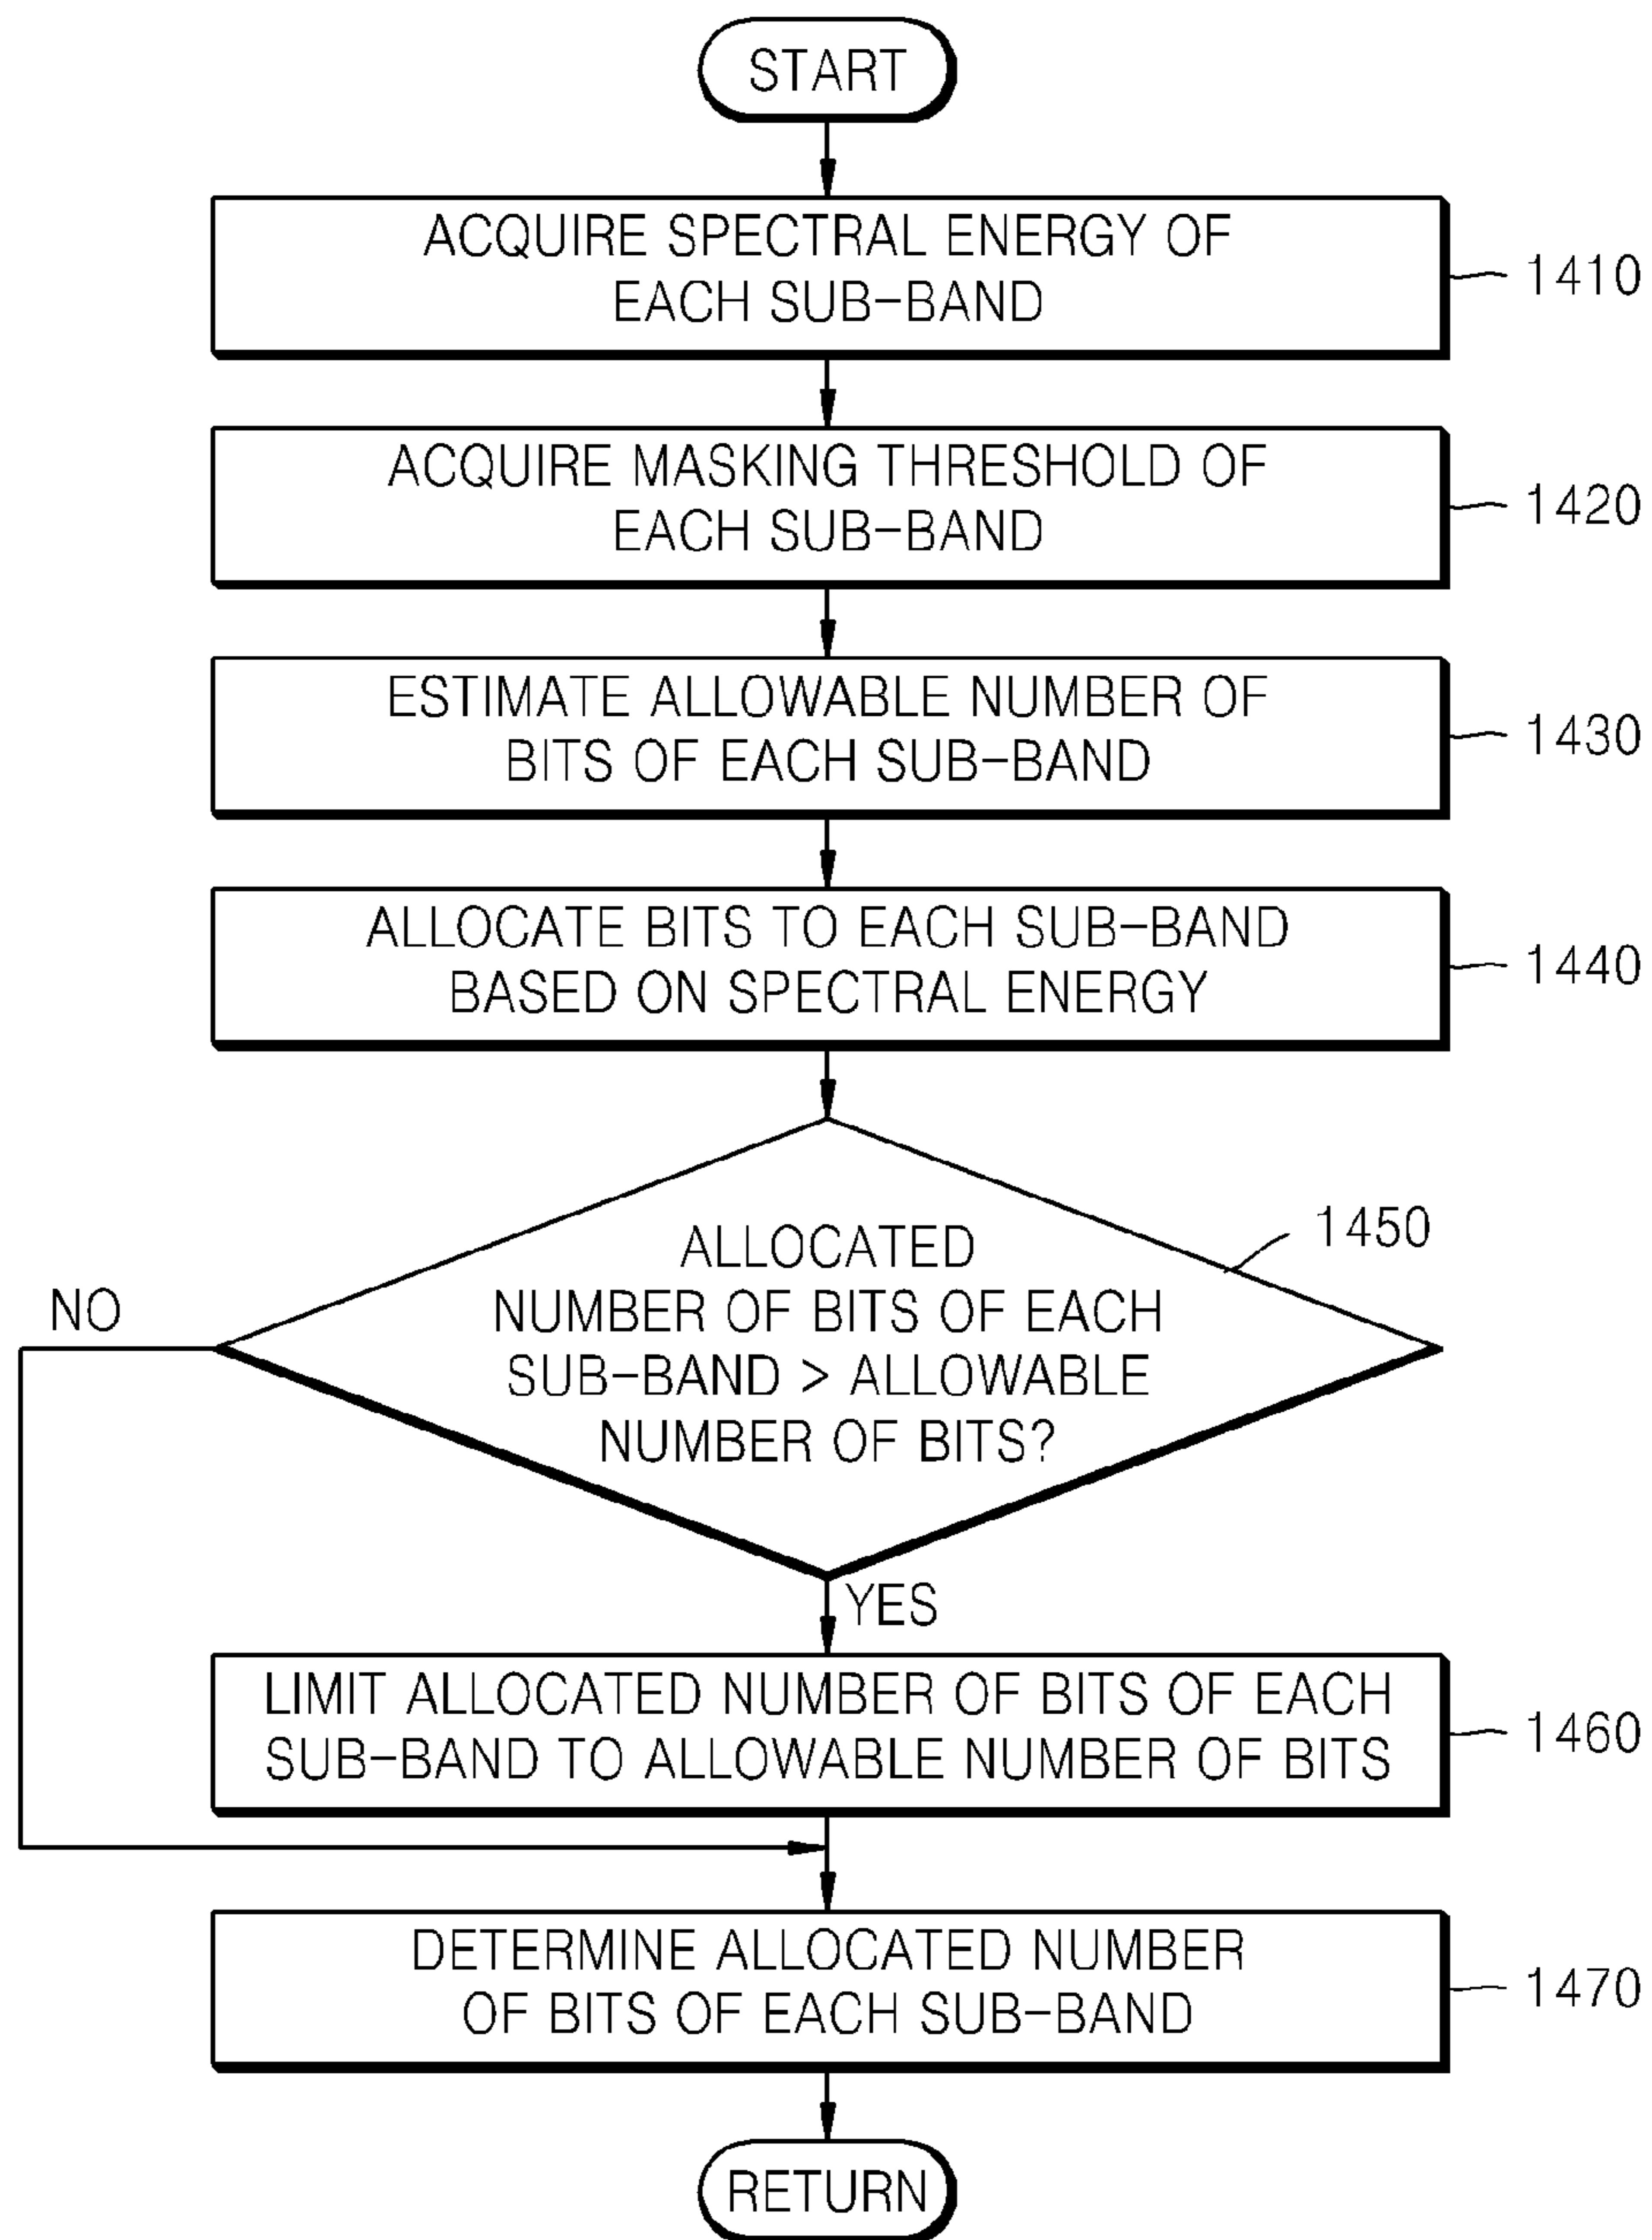 START
ACQUIRE SPECTRAL ENERGY OF
EACH SUB-BAND
1410
ACQUIRE MASKING THRESHOLD OF
EACH SUB-BAND
1420
ESTIMATE ALLOWABLE NUMBER OF
BITS OF EACH SUB-BAND
1430
ALLOCATE BITS TO EACH SUB-BAND
BASED ON SPECTRAL ENERGY
1440
ALLOCATED
NUMBER OF BITS OF EACH
SUB-BAND > ALLOWABLE
NUMBER OF BITS?
1450
NO
YES
LIMIT ALLOCATED NUMBER OF BITS OF EACH
SUB-BAND TO ALLOWABLE NUMBER OF BITS
1460
DETERMINE ALLOCATED NUMBER
OF BITS OF EACH SUB-BAND
1470
RETURN